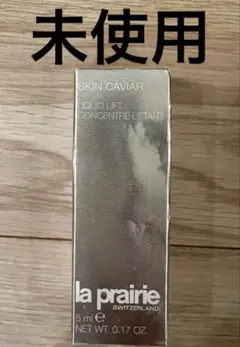 未使用
SKIN CAVIAR
LIQUID LIFT
CONCENTRÉ LIFTANT
la prairie
SWITZERLAND
5 ml e
NET WT. 0.17 OZ.